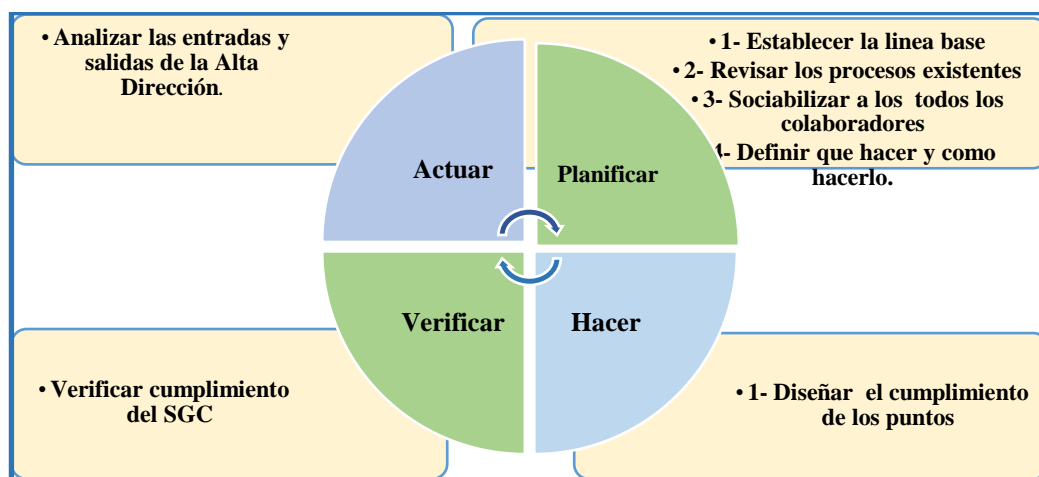 • Analizar las entradas y
salidas de la Alta
Dirección.
• 1- Establecer la linea base
• 2- Revisar los procesos existentes
• 3- Sociabilizar a los todos los
colaboradores
4- Definir que hacer y como
hacerlo.
Actuar
Planificar
Verificar
Hacer
• Verificar cumplimiento
del SGC
• 1- Diseñar el cumplimiento
de los puntos